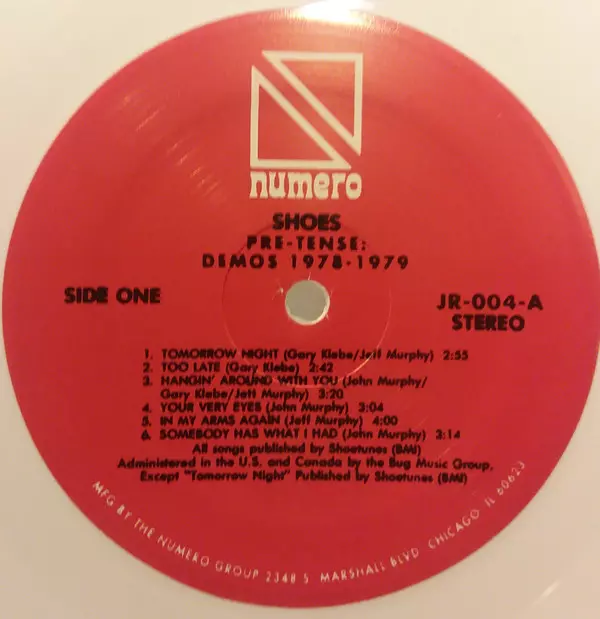 numero
SHOES
PRE-TENSE:
DEMOS 1978-1979
SIDE ONE
JR-004-A
STEREO
1. TOMORROW NIGHT (Gary Klebe/Jeff Murphy) 2:55
2. TOO LATE (Gary Klebe) 2:42
3. HANGIN' AROUND WITH YOU (John Murphy/
Gary Klebe/Jeff Murphy) 3:20
4. YOUR VERY EYES (John Murphy) 3:04
5. IN MY ARMS AGAIN (Jeff Murphy) 4:00
6. SOMEBODY HAS WHAT I HAD (John Murphy) 3:14
All songs published by Shoetunes (BMI)
Administered in the U.S. and Canada by the Bug Music Group,
Except "Tomorrow Night" Published by Shoetunes (BMI)
MFG BY THE NUMERO GROUP 2348 S. MARSHALL BLVD. CHICAGO IL 60623